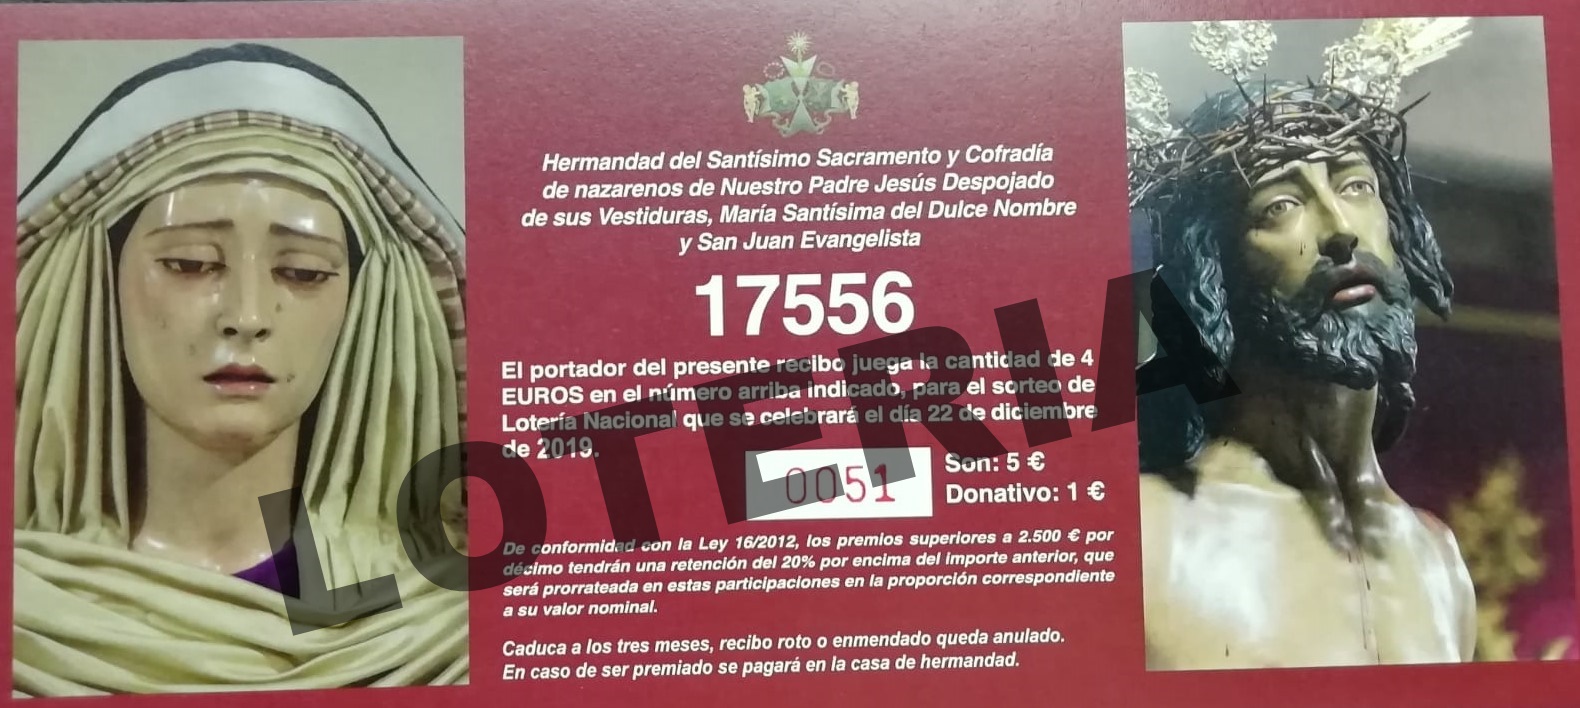 Hermandad del Santísimo Sacramento y Cofradía
de nazarenos de Nuestro Padre Jesús Despojado
de sus Vestiduras, María Santísima del Dulce Nombre
y San Juan Evangelista
17556
El portador del presente recibo juega la cantidad de 4
EUROS en el número arriba indicado, para el sorteo de
Lotería Nacional que se celebrará el día 22 de diciembre
de 2019.
0051
Son: 5 €
Donativo: 1 €
De conformidad con la Ley 16/2012, los premios superiores a 2.500 € por
décimo tendrán una retención del 20% por encima del importe anterior, que
será prorrateada en estas participaciones en la proporción correspondiente
a su valor nominal.
Caduca a los tres meses, recibo roto o enmendado queda anulado.
En caso de ser premiado se pagará en la casa de hermandad.
LOTERIA